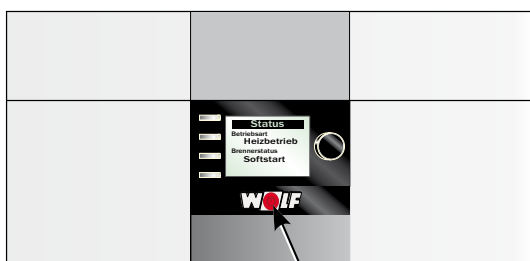 Status
Betriebsart
Heizbetrieb
Brennerstatus
Softstart
WOLF